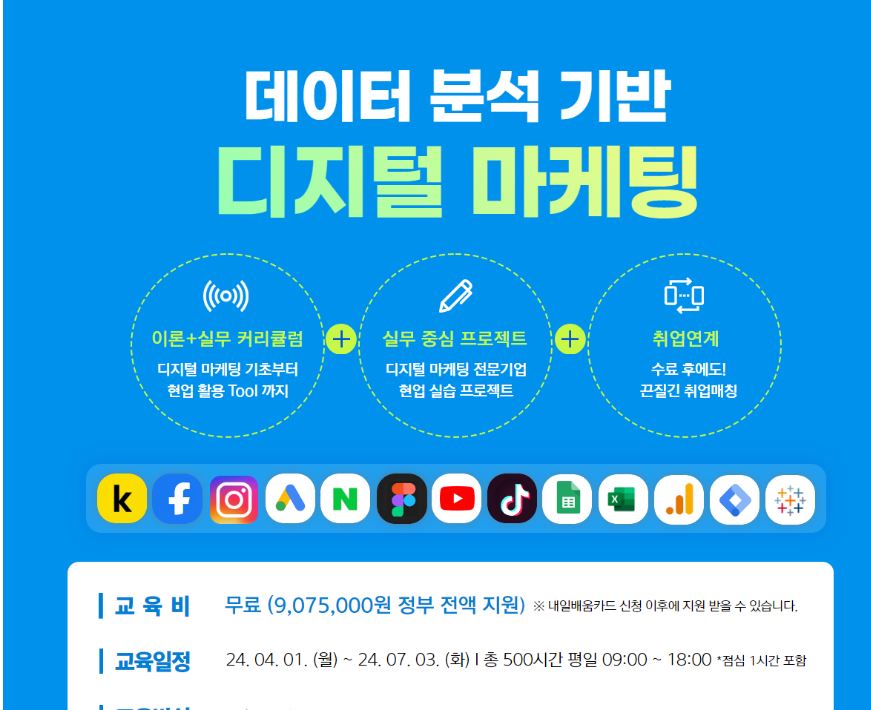 데이터 분석 기반
디지털 마케팅
이론+실무 커리큘럼
디지털 마케팅 기초부터
현업 활용 Tool 까지
+
실무 중심 프로젝트
디지털 마케팅 전문기업
현업 실습 프로젝트
+
취업연계
수료 후에도!
끈질긴 취업매칭
교 육 비 무료 (9,075,000원 정부 전액 지원) ※ 내일배움카드 신청 이후에 지원 받을 수 있습니다.
교육일정 24. 04. 01. (월) ~ 24. 07. 03. (화) I 총 500시간 평일 09:00 ~ 18:00 *점심 1시간 포함